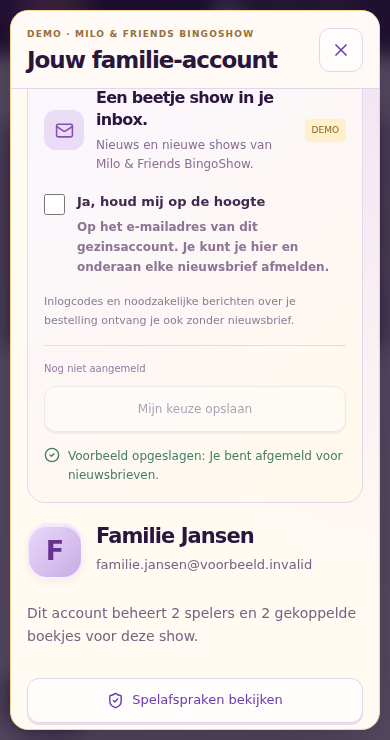 DEMO · MILO & FRIENDS BINGOSHOW
Jouw familie-account
Een beetje show in je
inbox.
Nieuws en nieuwe shows van
Milo & Friends BingoShow.
DEMO
Ja, houd mij op de hoogte
Op het e-mailadres van dit
gezinsaccount. Je kunt je hier en
onderaan elke nieuwsbrief afmelden.
Inlogcodes en noodzakelijke berichten over je
bestelling ontvang je ook zonder nieuwsbrief.
Nog niet aangemeld
Mijn keuze opslaan
Voorbeeld opgeslagen: Je bent afgemeld voor
nieuwsbrieven.
F
Familie Jansen
familie.jansen@voorbeeld.invalid
Dit account beheert 2 spelers en 2 gekoppelde
boekjes voor deze show.
Spelafspraken bekijken